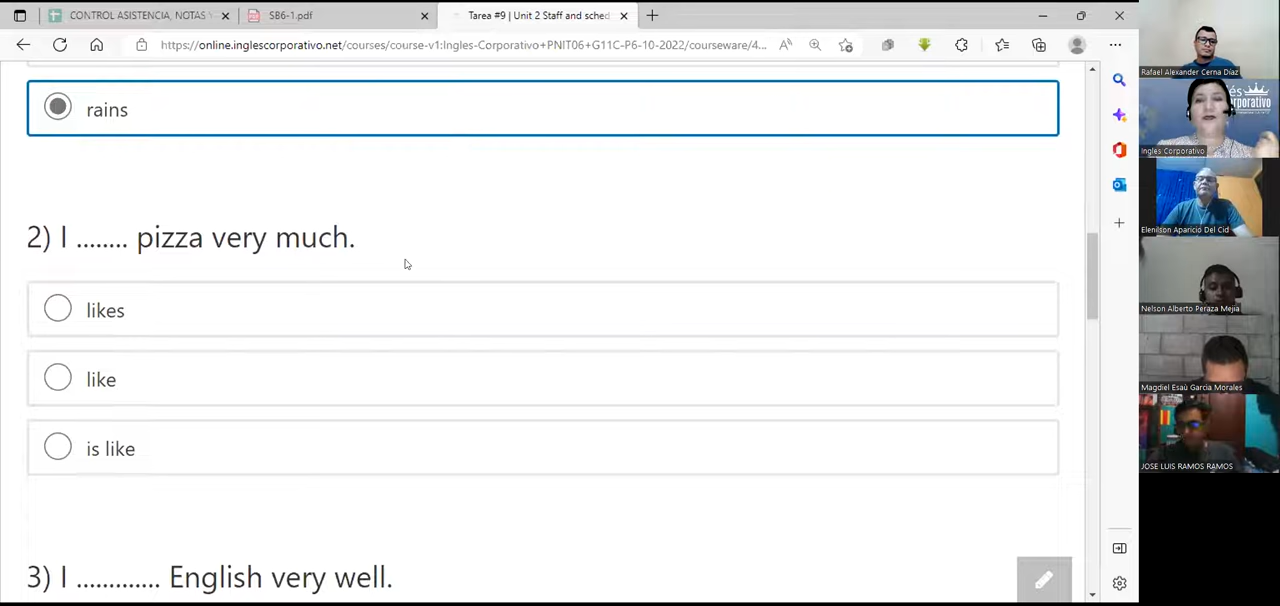 CONTROL ASISTENCIA, NOTAS Y
SB6-1.pdf
Tarea #9 | Unit 2 Staff and sched
https://online.inglescorporativo.net/courses/course-v1:Ingles-Corporativo+PNIT06+G11C-P6-10-2022/courseware/4...
rains
2) I ........ pizza very much.
likes
like
is like
3) I ............. English very well.
Rafael Alexander Cerna Díaz
és
rporativo
Ingles Corporativo
Elenilson Aparicio Del Cid
Nelson Alberto Peraza Mejia
Magdiel Esaú Garcia Morales
JOSE LUIS RAMOS RAMOS